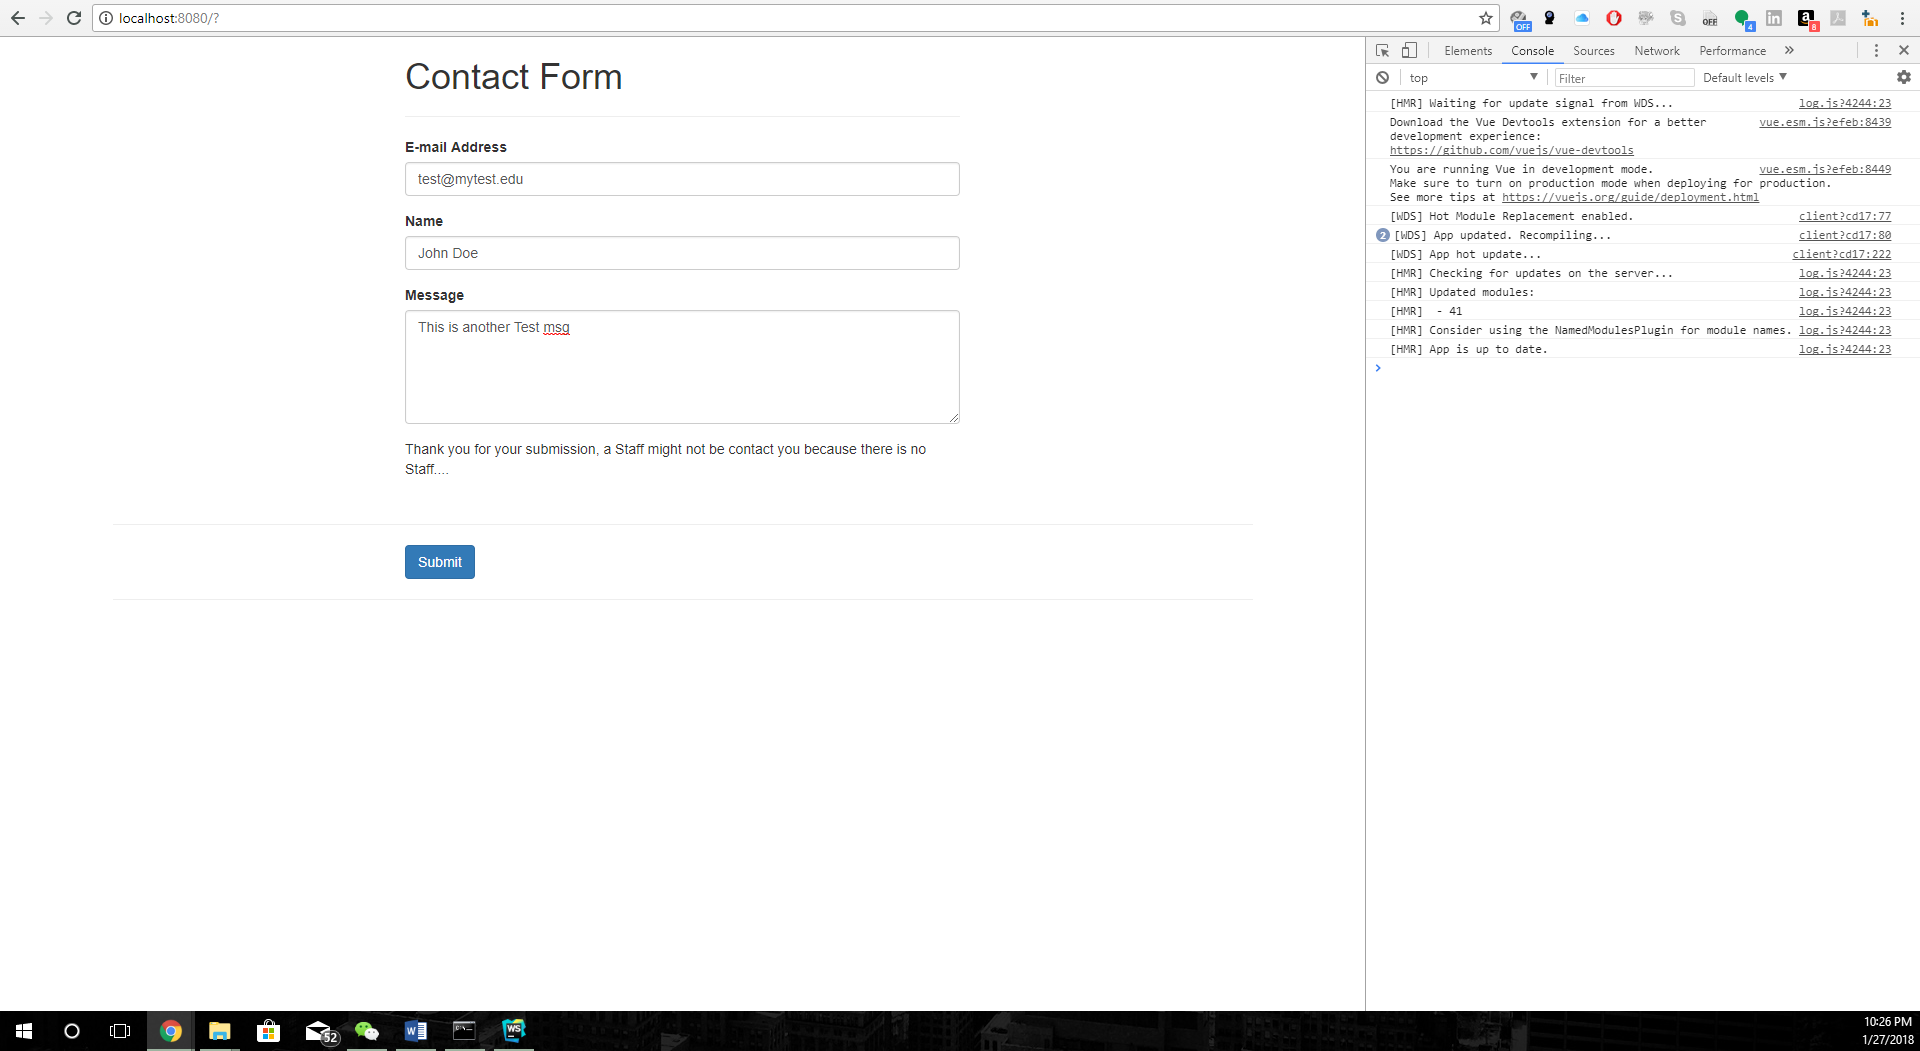 localhost:8080/?
OFF
OFF
4
in
a
8
Contact Form
E-mail Address
test@mytest.edu
Name
John Doe
Message
This is another Test msg
Thank you for your submission, a Staff might not be contact you because there is no
Staff....
Submit
Elements Console Sources Network Performance »
top Filter Default levels
[HMR] Waiting for update signal from WDS... log.js?4244:23
Download the Vue Devtools extension for a better vue.esm.js?efeb:8439
development experience:
https://github.com/vuejs/vue-devtools
You are running Vue in development mode. vue.esm.js?efeb:8449
Make sure to turn on production mode when deploying for production.
See more tips at https://vuejs.org/guide/deployment.html
[WDS] Hot Module Replacement enabled. client?cd17:77
2 [WDS] App updated. Recompiling... client?cd17:80
[WDS] App hot update... client?cd17:222
[HMR] Checking for updates on the server... log.js?4244:23
[HMR] Updated modules: log.js?4244:23
[HMR]  - 41 log.js?4244:23
[HMR] Consider using the NamedModulesPlugin for module names. log.js?4244:23
[HMR] App is up to date. log.js?4244:23
52
W
WS
10:26 PM
1/27/2018